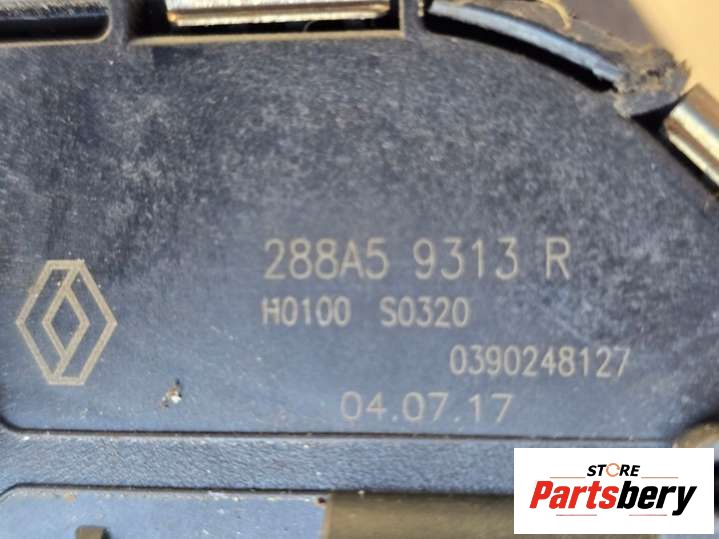 288A5 9313 R
H0100 S0320
0390248127
04.07.17
STORE
Partsbery